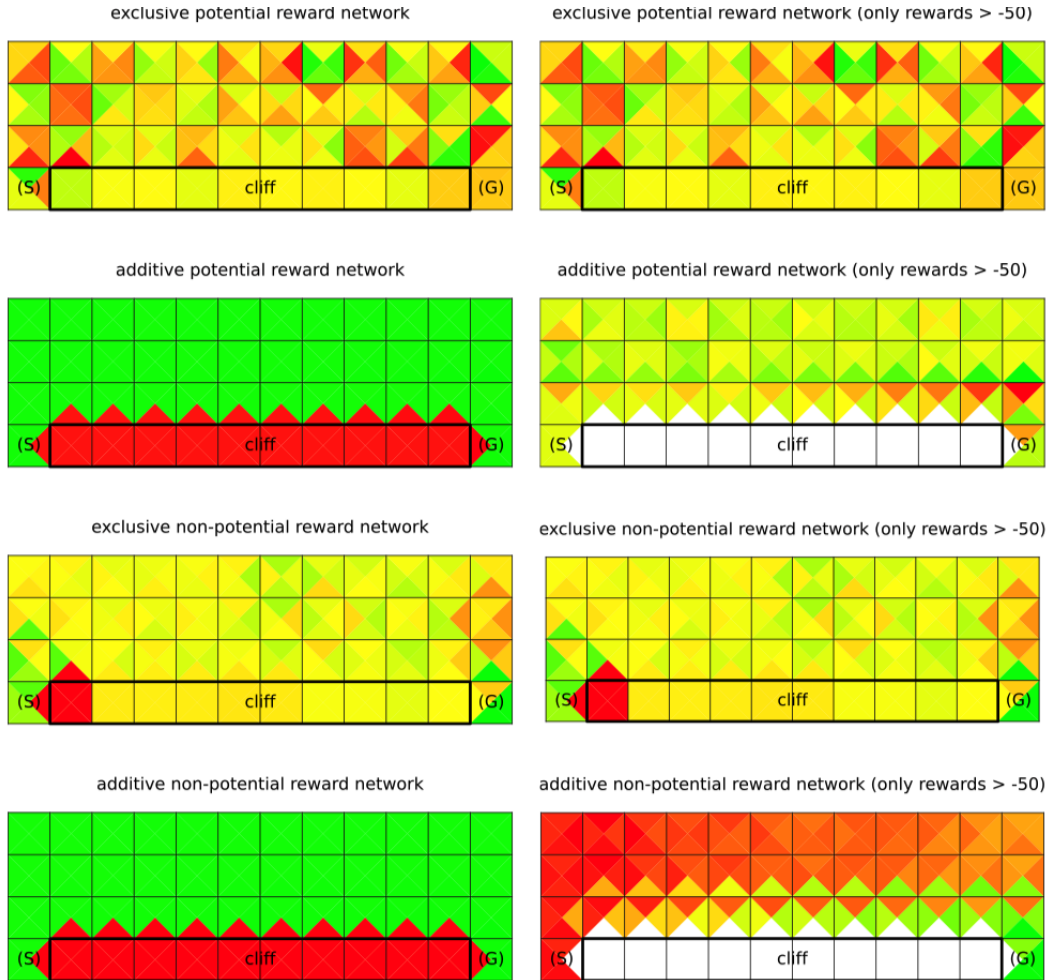 exclusive potential reward network
exclusive potential reward network (only rewards > -50)
(S) cliff (G)
(S) cliff (G)
additive potential reward network
additive potential reward network (only rewards > -50)
(S) cliff (G)
(S) cliff (G)
exclusive non-potential reward network
exclusive non-potential reward network (only rewards > -50)
(S) cliff (G)
(S) cliff (G)
additive non-potential reward network
additive non-potential reward network (only rewards > -50)
(S) cliff (G)
(S) cliff (G)